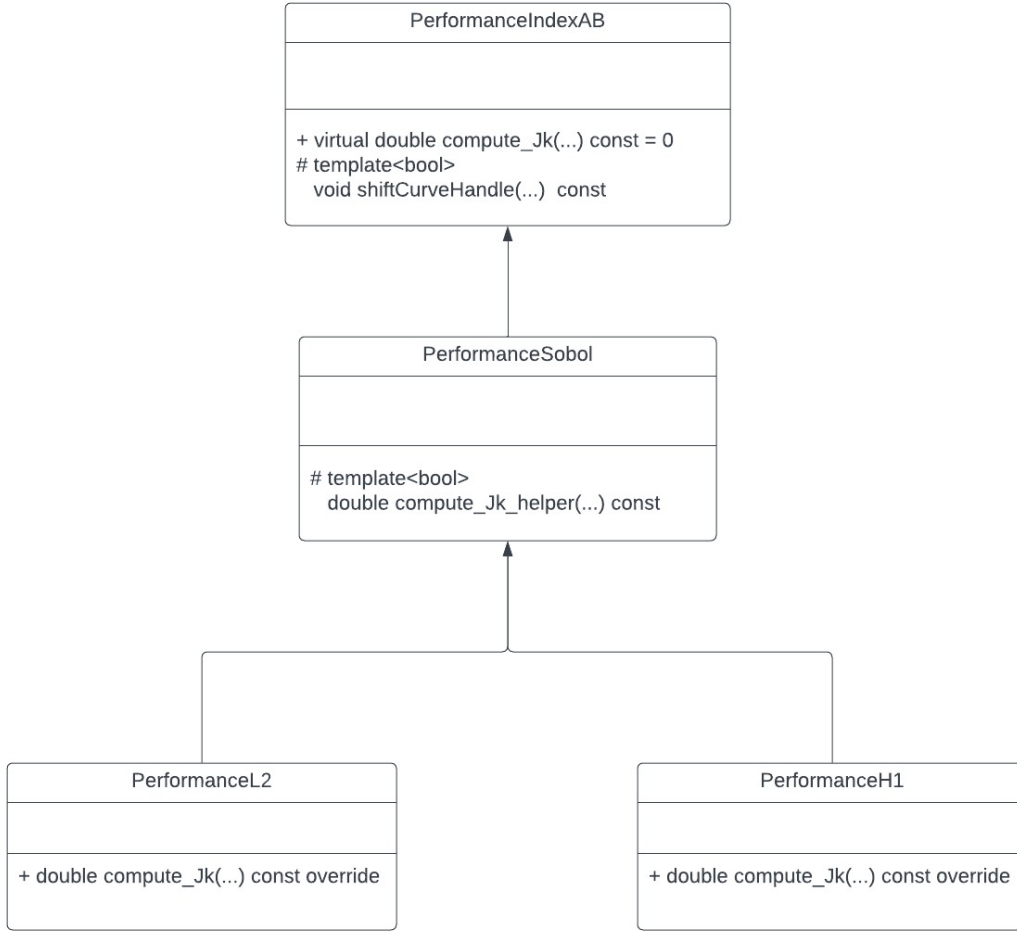 PerformanceIndexAB
+ virtual double compute_Jk(...) const = 0
# template<bool>
void shiftCurveHandle(...) const
PerformanceSobol
# template<bool>
double compute_Jk_helper(...) const
PerformanceL2
+ double compute_Jk(...) const override
PerformanceH1
+ double compute_Jk(...) const override